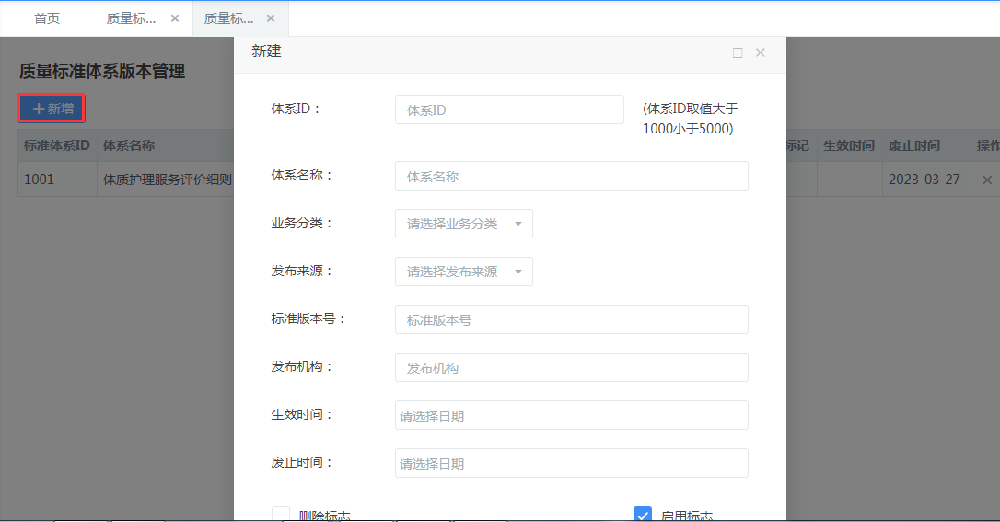 首页
质量标...
质量标...
新建
质量标准体系版本管理
新增
标准体系ID 体系名称
标记 生效时间 废止时间 操作
1001 体质护理服务评价细则
2023-03-27
体系ID：
体系ID
(体系ID取值大于
1000小于5000)
体系名称：
体系名称
业务分类：
请选择业务分类
发布来源：
请选择发布来源
标准版本号：
标准版本号
发布机构：
发布机构
生效时间：
请选择日期
废止时间：
请选择日期
删除标志
启用标志